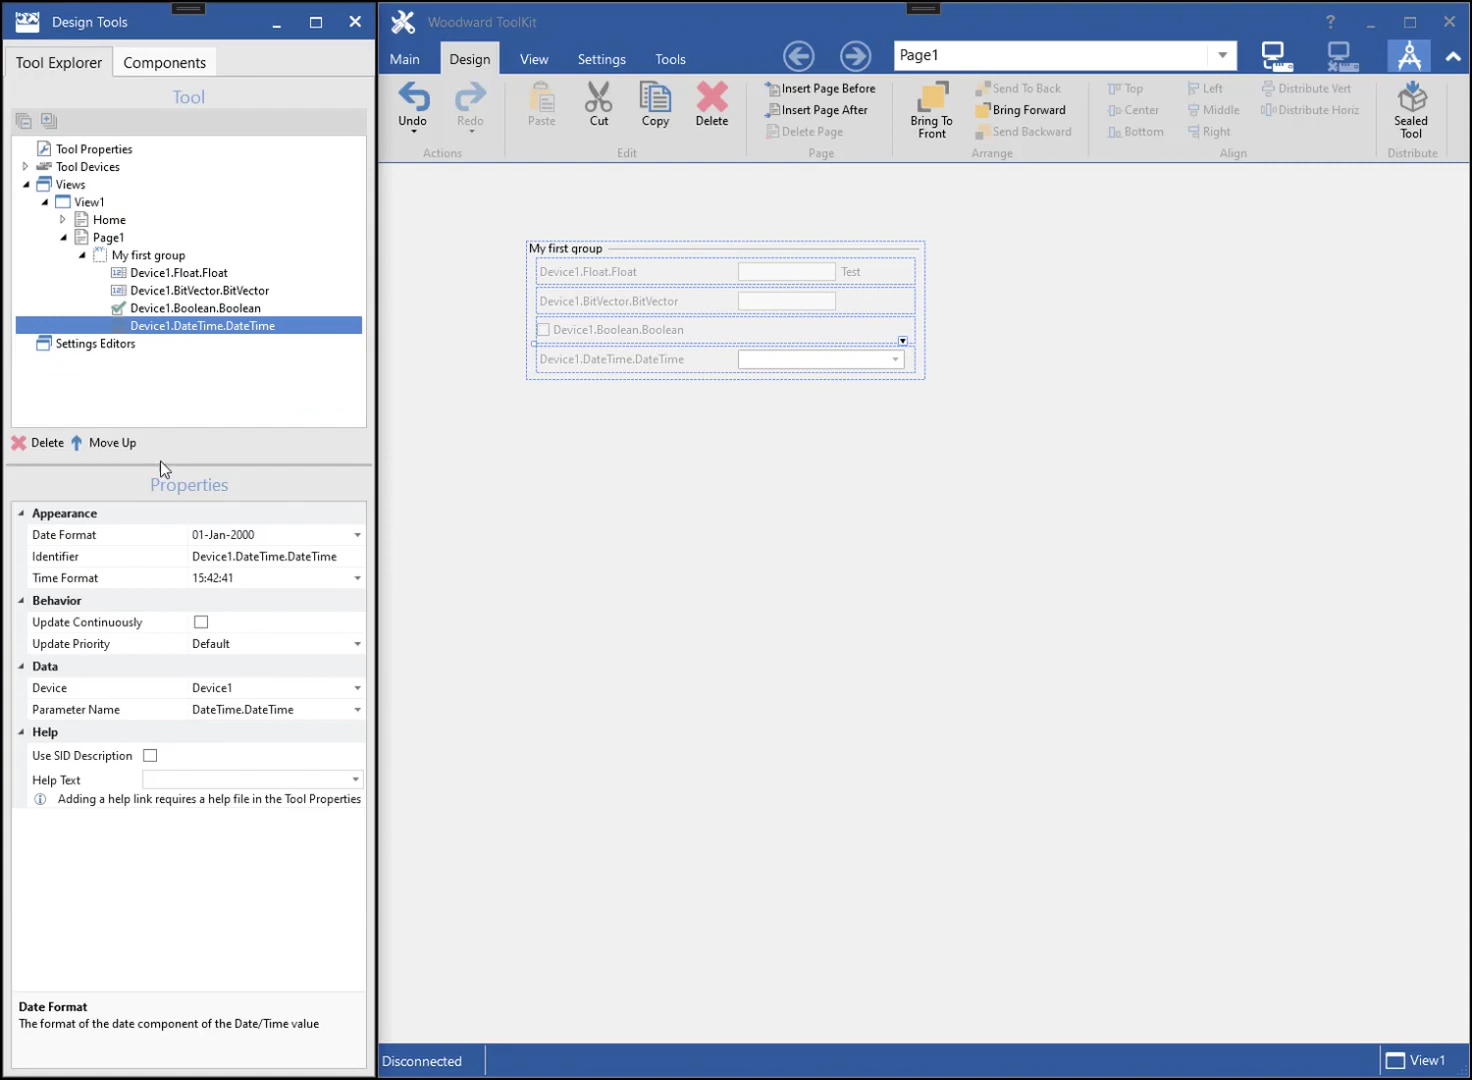 Design Tools
Tool Explorer
Components
Tool
Tool Properties
Tool Devices
Views
View1
Home
Page1
My first group
Device1.Float.Float
Device1.BitVector.BitVector
Device1.Boolean.Boolean
Device1.DateTime.DateTime
Settings Editors
Delete
Move Up
Properties
Appearance
Date Format 01-Jan-2000
Identifier Device1.DateTime.DateTime
Time Format 15:42:41
Behavior
Update Continuously
Update Priority Default
Data
Device Device1
Parameter Name DateTime.DateTime
Help
Use SID Description
Help Text
Adding a help link requires a help file in the Tool Properties
Date Format
The format of the date component of the Date/Time value
Woodward ToolKit
?
Main
Design
View
Settings
Tools
Page1
Undo
Redo
Actions
Paste
Cut
Copy
Delete
Edit
Insert Page Before
Insert Page After
Delete Page
Page
Bring To
Front
Send To Back
Bring Forward
Send Backward
Arrange
Top
Center
Bottom
Left
Middle
Right
Distribute Vert
Distribute Horiz
Align
Sealed
Tool
Distribute
My first group
Device1.Float.Float
Test
Device1.BitVector.BitVector
Device1.Boolean.Boolean
Device1.DateTime.DateTime
Disconnected
View1